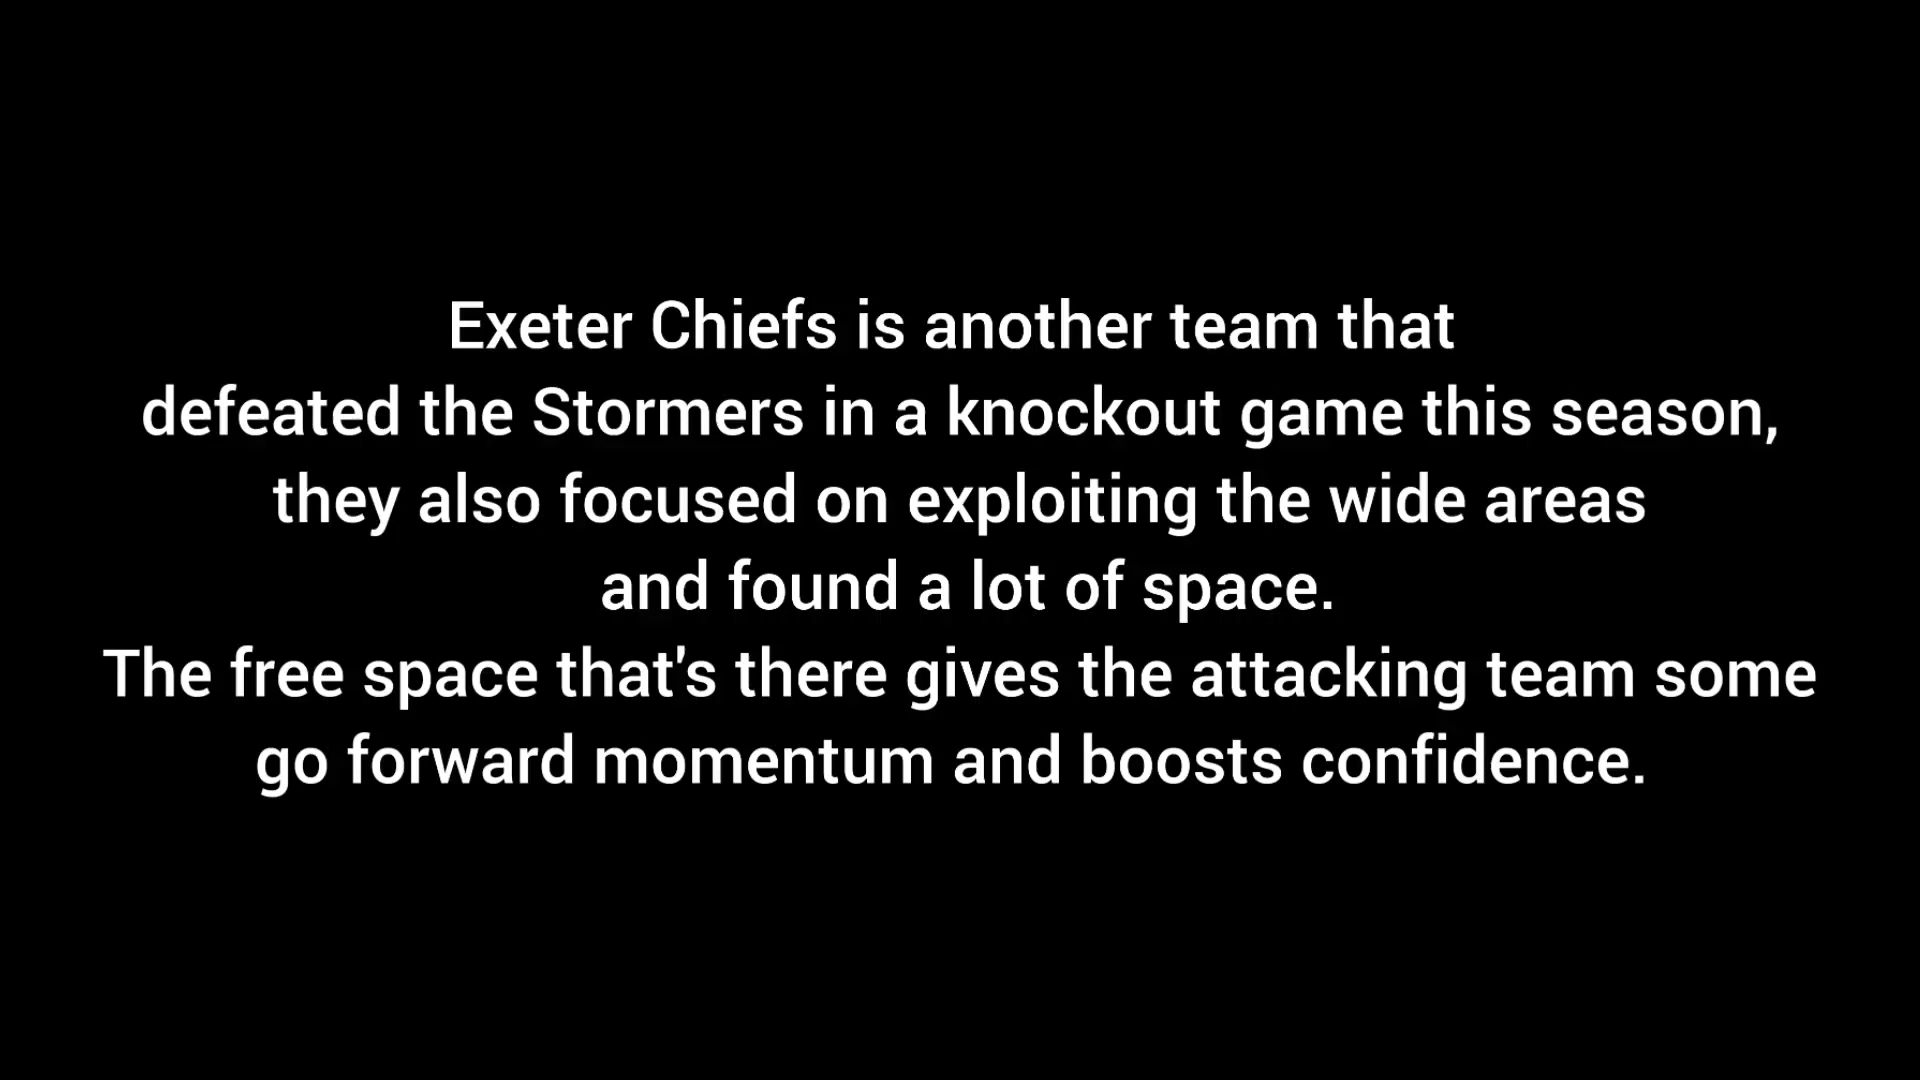 Exeter Chiefs is another team that
defeated the Stormers in a knockout game this season,
they also focused on exploiting the wide areas
and found a lot of space.
The free space that's there gives the attacking team some
go forward momentum and boosts confidence.